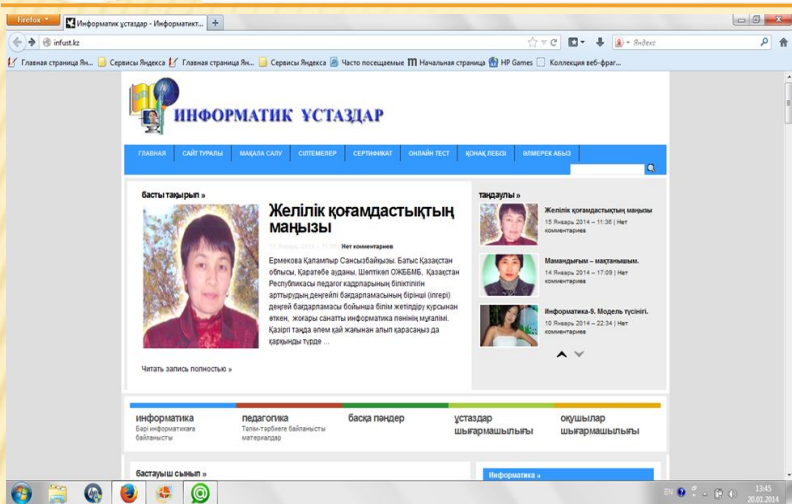 Firefox
Информатик ұстаздар - Информатикт...
infust.kz
Яндекс
Главная страница Ян...
Сервисы Яндекса
Главная страница Ян...
Сервисы Яндекса
Часто посещаемые
Начальная страница
HP Games
Коллекция веб-фраг...
ИНФОРМАТИК ҰСТАЗДАР
ГЛАВНАЯ
САЙТ ТУРАЛЫ
МАҚАЛА САЛУ
СІЛТЕМЕЛЕР
СЕРТИФИКАТ
ОНЛАЙН ТЕСТ
ҚОНАҚ ЛЕБІЗІ
ӘЛМЕРЕК АБЫЗ
басты тақырып »
Желілік қоғамдастықтың
маңызы
Нет комментариев
Ермекова Қалампыр Сансызбайқызы. Батыс Қазақстан
облысы, Қаратөбе ауданы, Шөптікөл ОЖББМБ, Қазақстан
Республикасы педагог кадрларының біліктілігін
арттырудың деңгейлі бағдарламасының бірінші (ілгері)
деңгей бағдарламасы бойынша білім жетілдіру курсынан
өткен, жоғары санатты информатика пәнінің мұғалімі.
Қазіргі таңда әлем қай жағынан алып қарасаңыз да
қарқынды түрде ...
Читать запись полностью »
таңдаулы »
Желілік қоғамдастықтың маңызы
15 Январь 2014 – 11:36 | Нет
комментариев
Мамандығым – мақтанышым.
14 Январь 2014 – 17:09 | Нет
комментариев
Информатика-9. Модель түсінігі.
10 Январь 2014 – 22:34 | Нет
комментариев
информатика
Бәрі информатикаға
байланысты
педагогика
Тәлім-тәрбиеге байланысты
материалдар
басқа пәндер
ұстаздар
шығармашылығы
оқушылар
шығармашылығы
бастауыш сынып »
Информатика »
EN
13:45
20.01.2014